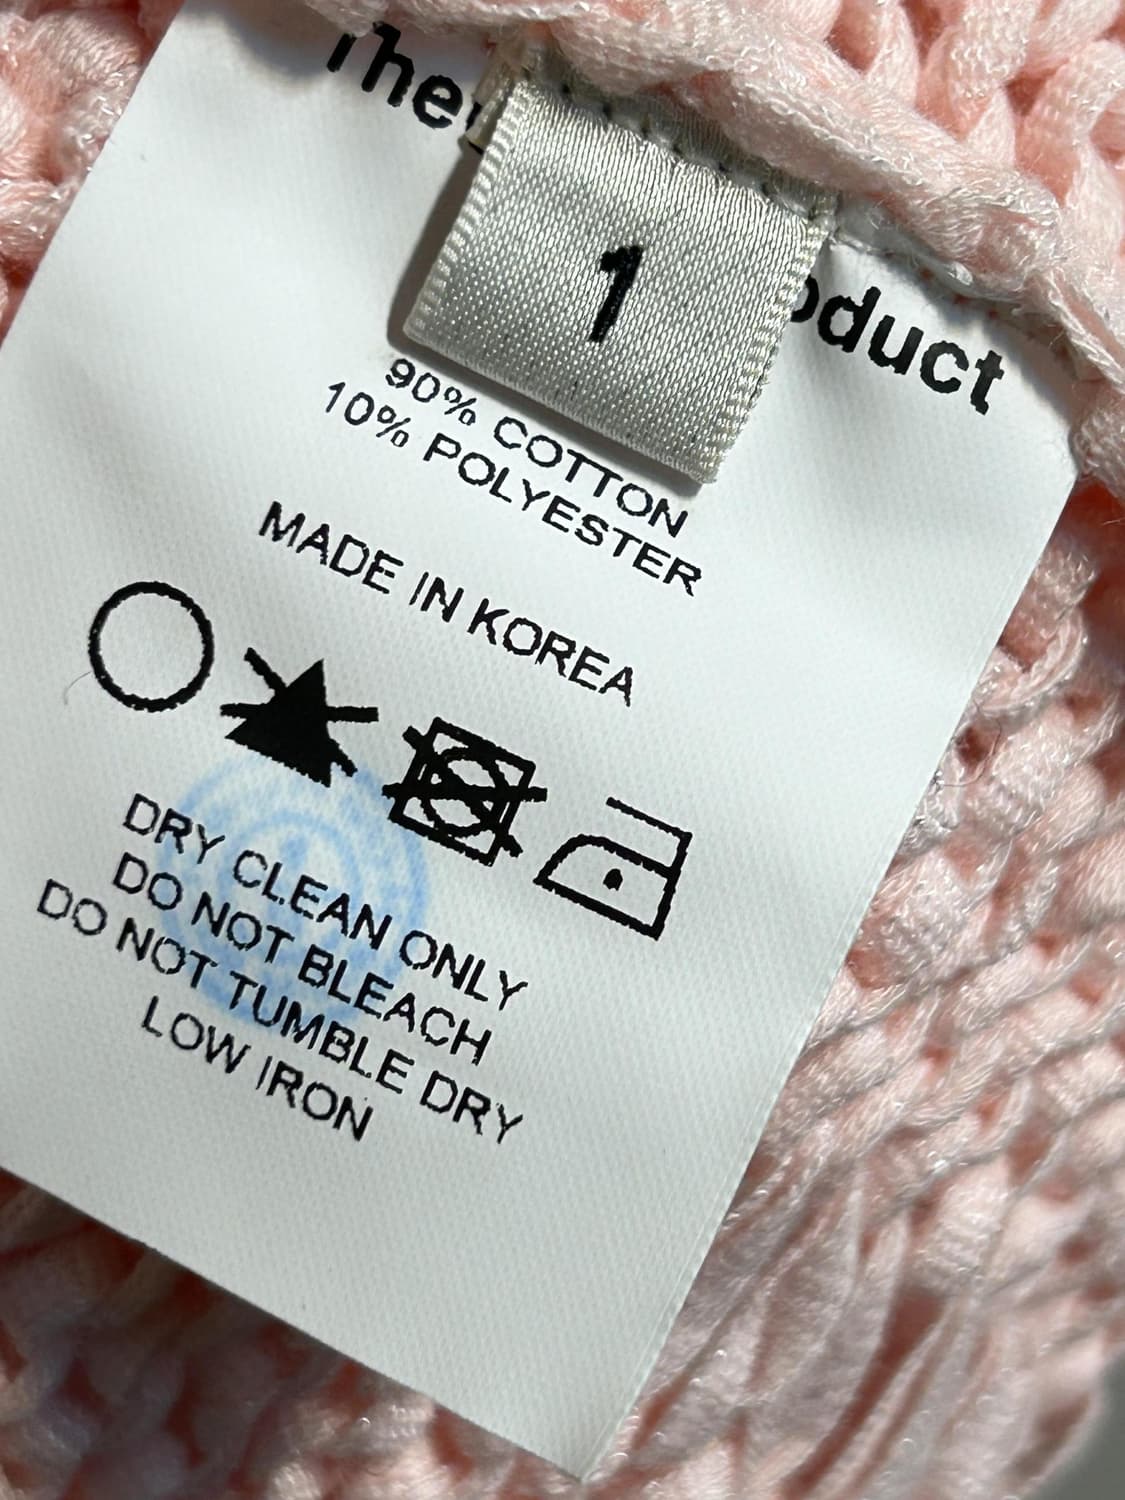 The
oduct
1
90% COTTON
10% POLYESTER
MADE IN KOREA
DRY CLEAN ONLY
DO NOT BLEACH
DO NOT TUMBLE DRY
LOW IRON